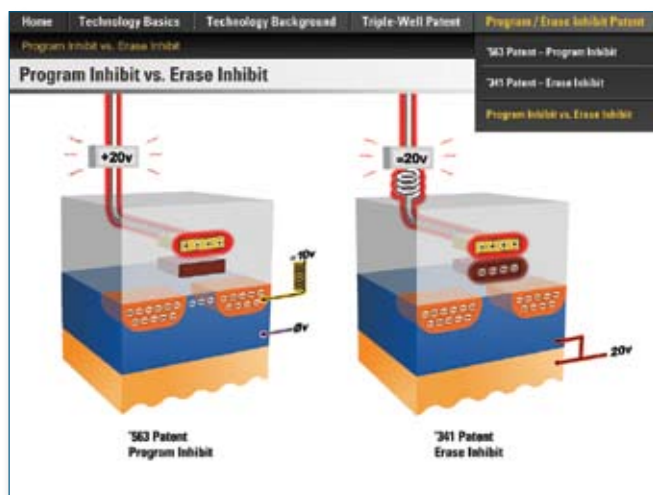 Home Technology Basics Technology Background Triple-Well Patent Program / Erase Inhibit Patent
Program Inhibit vs. Erase Inhibit
'563 Patent – Program Inhibit
'341 Patent – Erase Inhibit
Program Inhibit vs. Erase Inhibit
Program Inhibit vs. Erase Inhibit
+20v
≈20v
≈10v
Øv
20v
'563 Patent
Program Inhibit
'341 Patent
Erase Inhibit